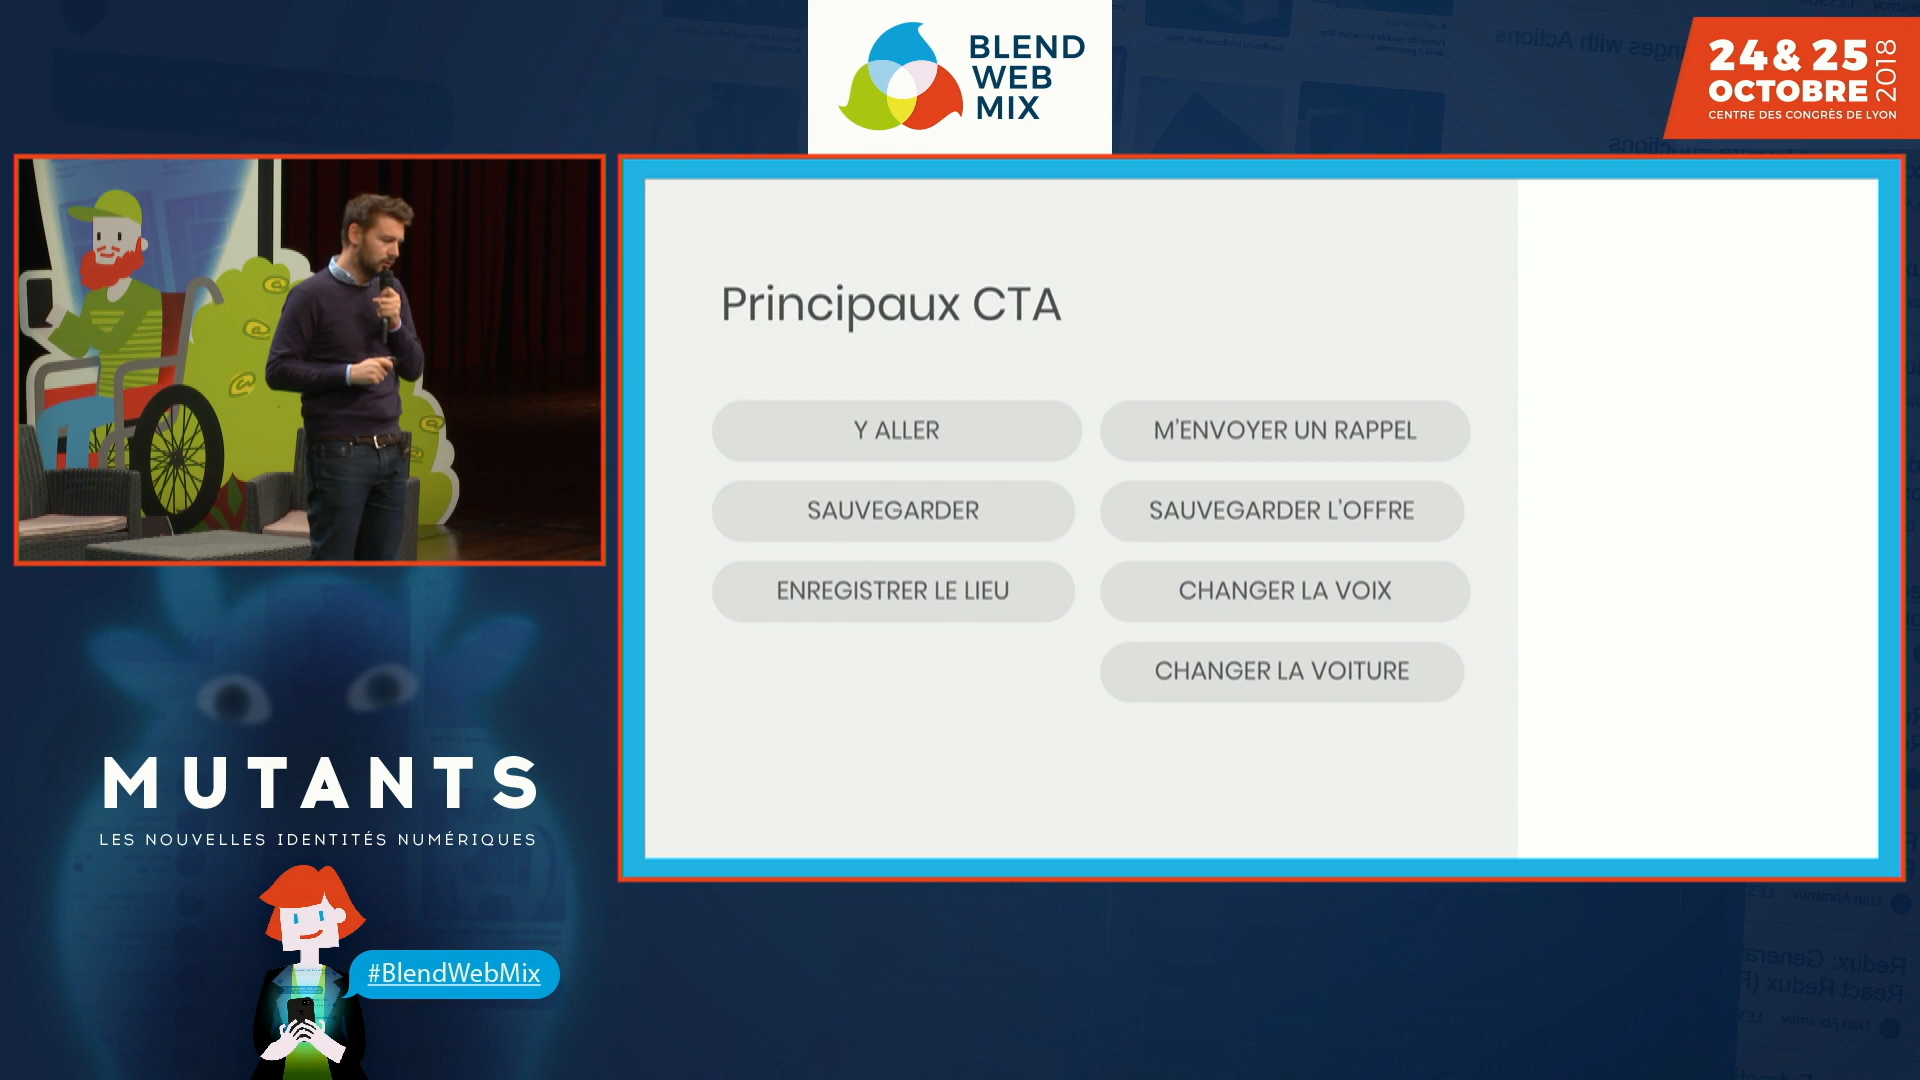 BLEND
WEB
MIX
24 & 25
OCTOBRE
2018
CENTRE DES CONGRÈS DE LYON
Principaux CTA
Y ALLER
M'ENVOYER UN RAPPEL
SAUVEGARDER
SAUVEGARDER L'OFFRE
ENREGISTRER LE LIEU
CHANGER LA VOIX
CHANGER LA VOITURE
MUTANTS
LES NOUVELLES IDENTITÉS NUMÉRIQUES
#BlendWebMix